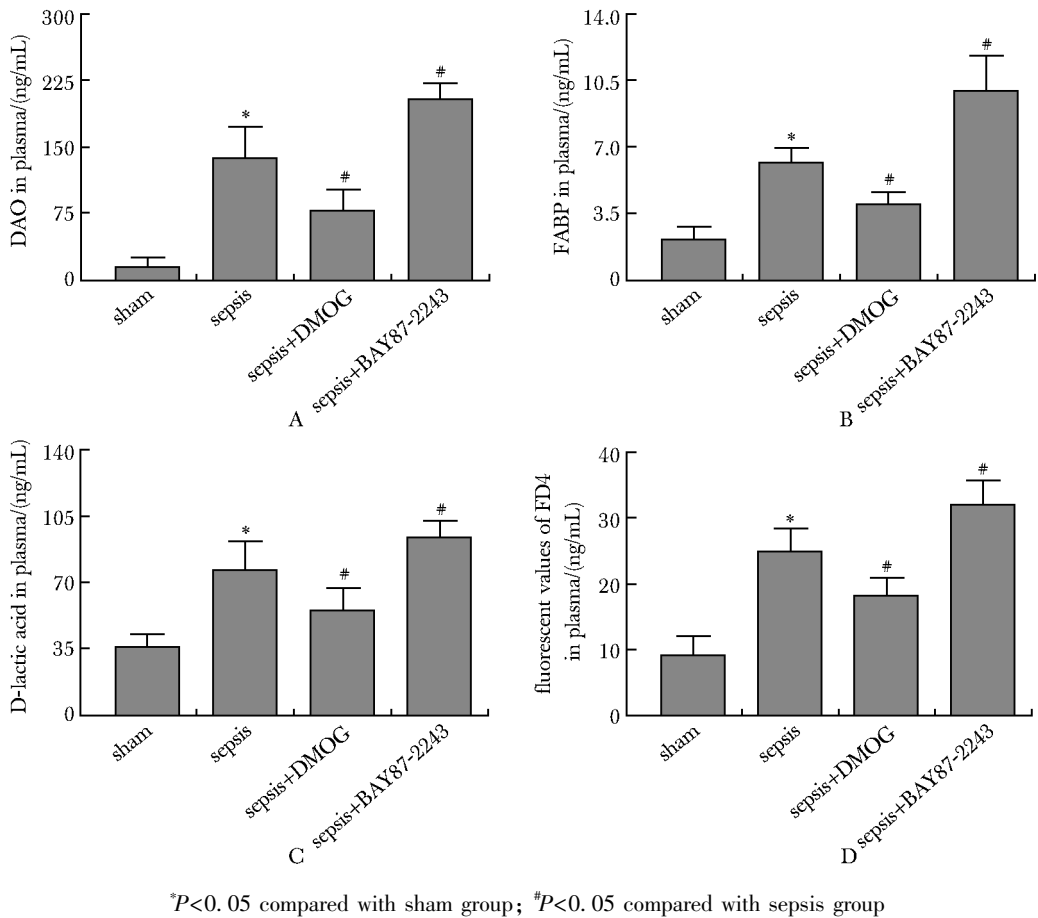 DAO in plasma/(ng/mL)
300
225
150
75
0
*
#
#
sham
sepsis
sepsis+DMOG
sepsis+BAY87-2243
A
FABP in plasma/(ng/mL)
14.0
10.5
7.0
3.5
0
*
#
#
sham
sepsis
sepsis+DMOG
sepsis+BAY87-2243
B
D-lactic acid in plasma/(ng/mL)
140
105
70
35
0
*
#
#
sham
sepsis
sepsis+DMOG
sepsis+BAY87-2243
C
fluorescent values of FD4
in plasma/(ng/mL)
40
30
20
10
0
*
#
#
sham
sepsis
sepsis+DMOG
sepsis+BAY87-2243
D
*P<0. 05 compared with sham group; #P<0. 05 compared with sepsis group